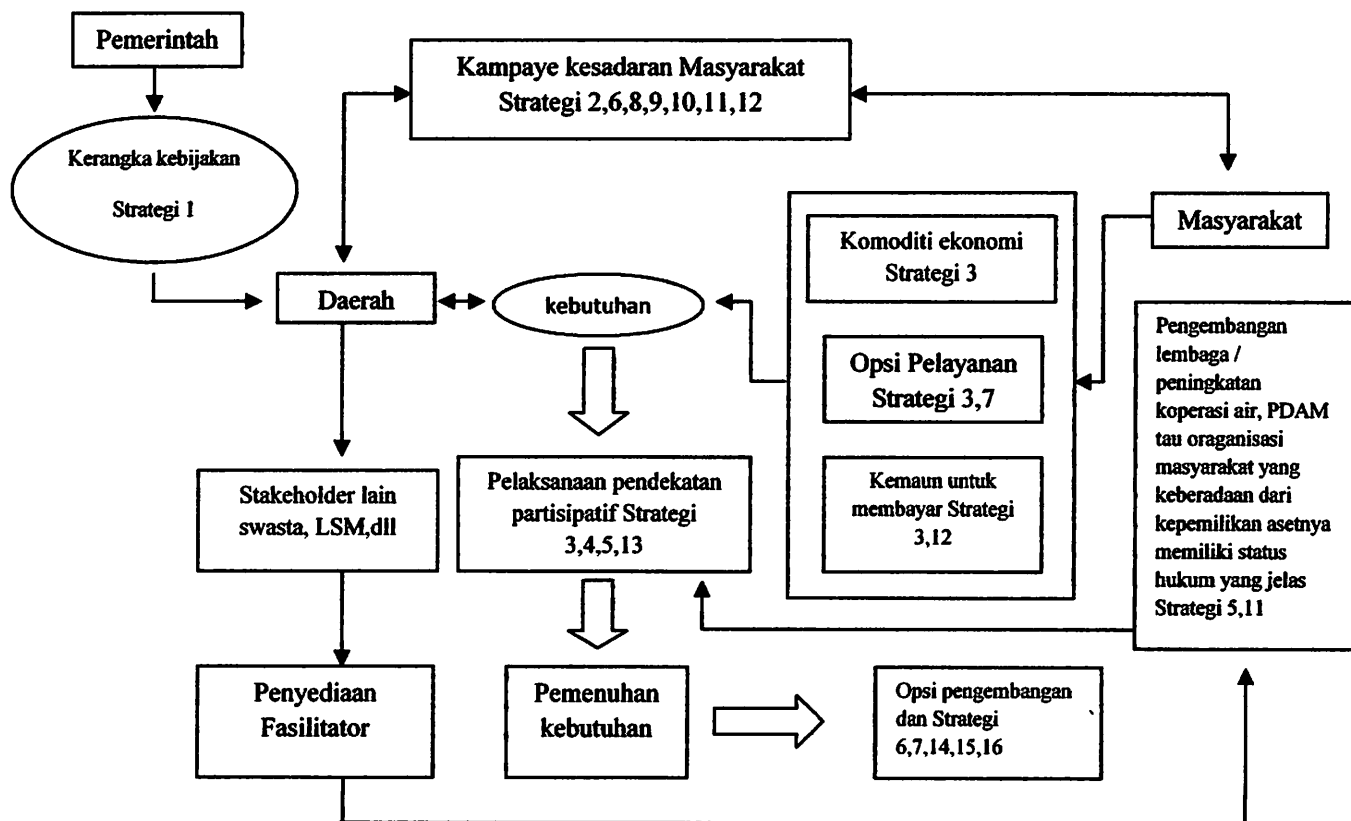 Pemerintah
Kampaye kesadaran Masyarakat
Strategi 2,6,8,9,10,11,12
Kerangka kebijakan
Strategi 1
Masyarakat
Komoditi ekonomi
Strategi 3
Daerah
kebutuhan
Opsi Pelayanan
Strategi 3,7
Kemaun untuk
membayar Strategi
3,12
Pengembangan
lembaga /
peningkatan
koperasi air, PDAM
tau oraganisasi
masyarakat yang
keberadaan dari
kepemilikan asetnya
memiliki status
hukum yang jelas
Strategi 5,11
Stakeholder lain
swasta, LSM,dll
Pelaksanaan pendekatan
partisipatif Strategi
3,4,5,13
Penyediaan
Fasilitator
Pemenuhan
kebutuhan
Opsi pengembangan
dan Strategi
6,7,14,15,16